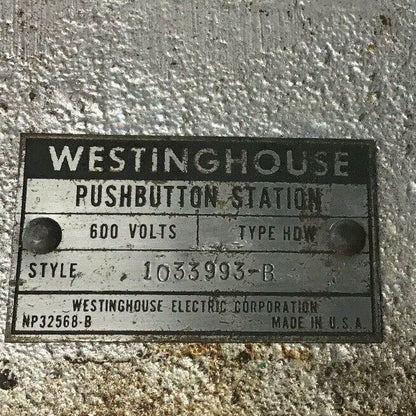 WESTINGHOUSE
PUSHBUTTON STATION
600 VOLTS TYPE HDW
STYLE 1033993-B
WESTINGHOUSE ELECTRIC CORPORATION
NP32568-B MADE IN U.S.A.